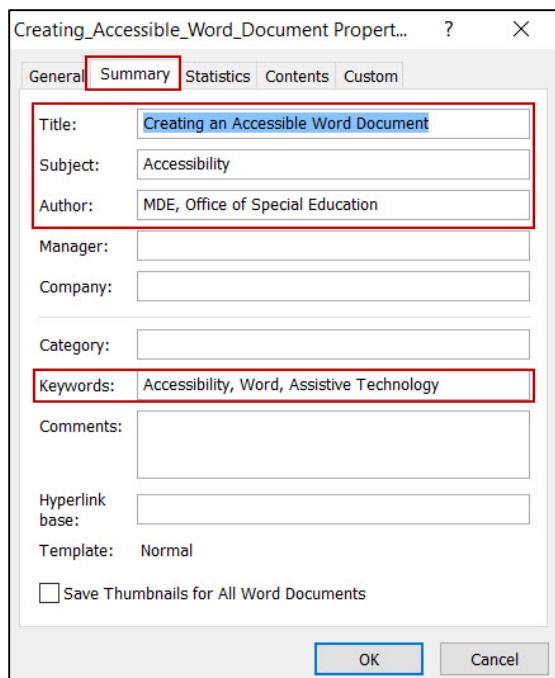 Creating_Accessible_Word_Document Propert... ?
General Summary Statistics Contents Custom
Title: Creating an Accessible Word Document
Subject: Accessibility
Author: MDE, Office of Special Education
Manager:
Company:
Category:
Keywords: Accessibility, Word, Assistive Technology
Comments:
Hyperlink
base:
Template: Normal
Save Thumbnails for All Word Documents
OK Cancel